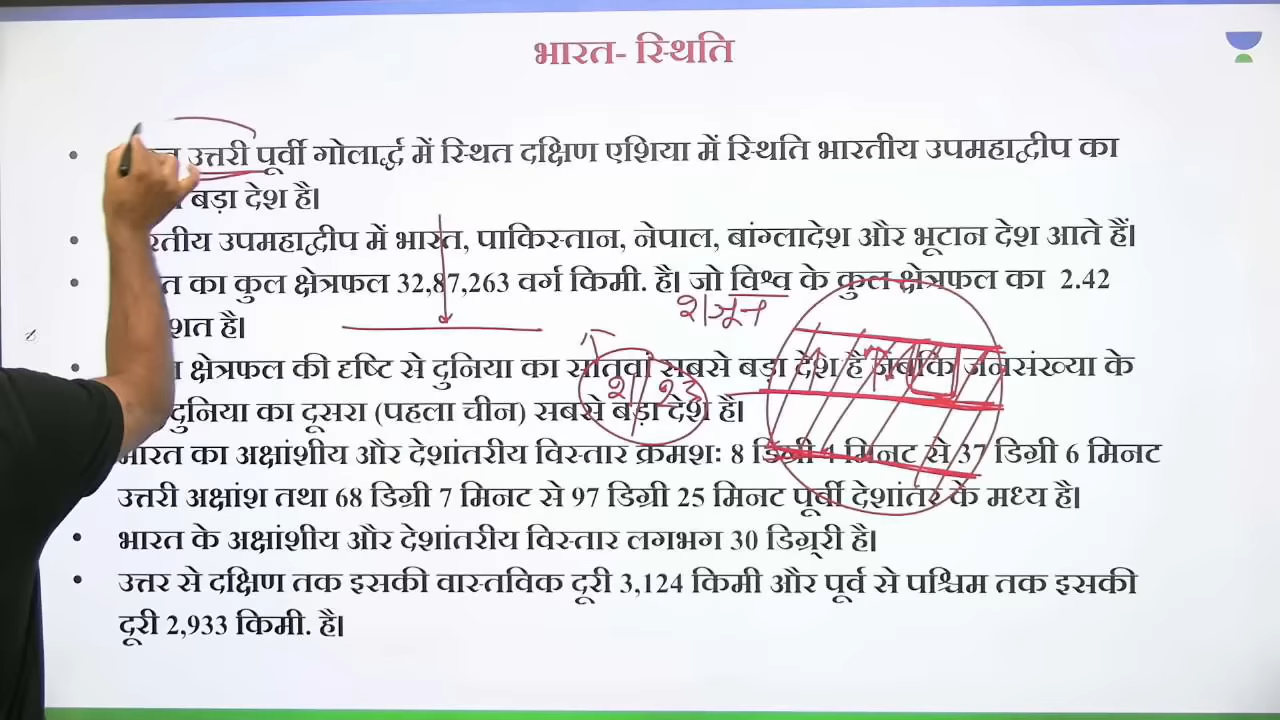 भारत- स्थिति
उत्तरी पूर्वी गोलार्द्ध में स्थित दक्षिण एशिया में स्थिति भारतीय उपमहाद्वीप का
बड़ा देश है।
रतीय उपमहाद्वीप में भारत, पाकिस्तान, नेपाल, बांग्लादेश और भूटान देश आते हैं।
त का कुल क्षेत्रफल 32,87,263 वर्ग किमी. है। जो विश्व के कुल क्षेत्रफल का 2.42
शत है।
21 जून
क्षेत्रफल की दृष्टि से दुनिया का सातवां सबसे बड़ा देश है जबकि जनसंख्या के
दुनिया का दूसरा (पहला चीन) सबसे बड़ा देश है।
भारत का अक्षांशीय और देशांतरीय विस्तार क्रमशः 8 डिग्री 4 मिनट से 37 डिग्री 6 मिनट
उत्तरी अक्षांश तथा 68 डिग्री 7 मिनट से 97 डिग्री 25 मिनट पूर्वी देशांतर के मध्य है।
भारत के अक्षांशीय और देशांतरीय विस्तार लगभग 30 डिग्र्री है।
उत्तर से दक्षिण तक इसकी वास्तविक दूरी 3,124 किमी और पूर्व से पश्चिम तक इसकी
दूरी 2,933 किमी. है।